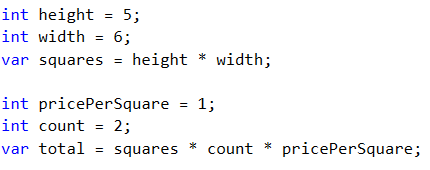 int height = 5;
int width = 6;
var squares = height * width;
int pricePerSquare = 1;
int count = 2;
var total = squares * count * pricePerSquare;